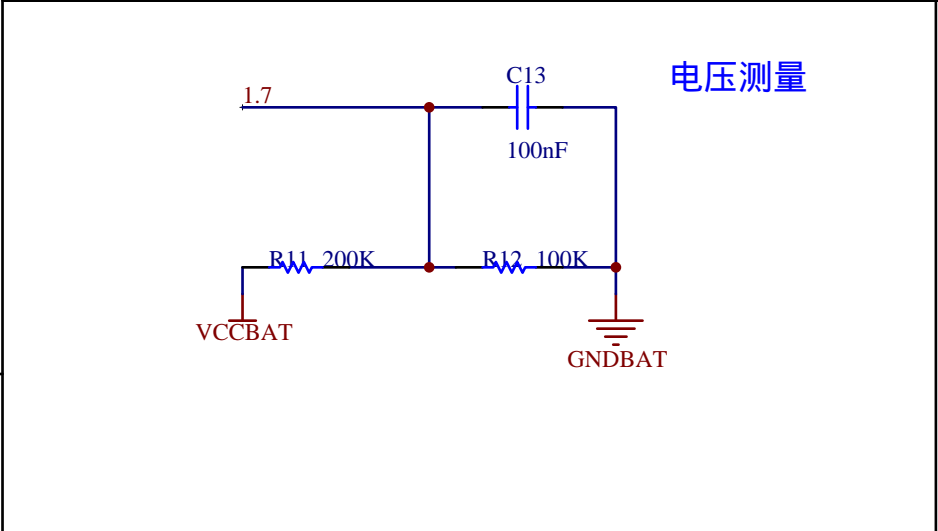 电压测量
C13
1.7
100nF
R11 200K
R12 100K
VCCBAT
GNDBAT